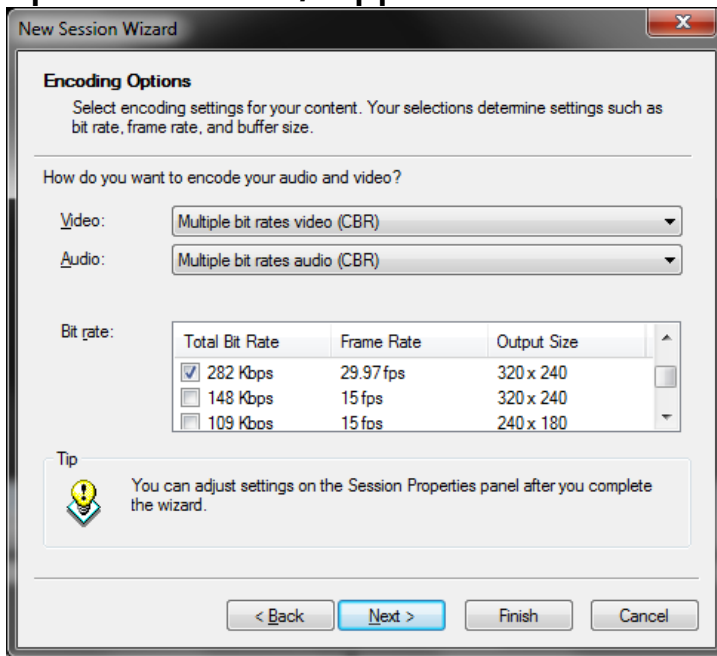 New Session Wizard
Encoding Options
Select encoding settings for your content. Your selections determine settings such as
bit rate, frame rate, and buffer size.
How do you want to encode your audio and video?
Video: Multiple bit rates video (CBR)
Audio: Multiple bit rates audio (CBR)
Bit rate:
Total Bit Rate Frame Rate Output Size
282 Kbps 29.97 fps 320 x 240
148 Kbps 15 fps 320 x 240
109 Kbps 15 fps 240 x 180
Tip
You can adjust settings on the Session Properties panel after you complete
the wizard.
< Back Next > Finish Cancel